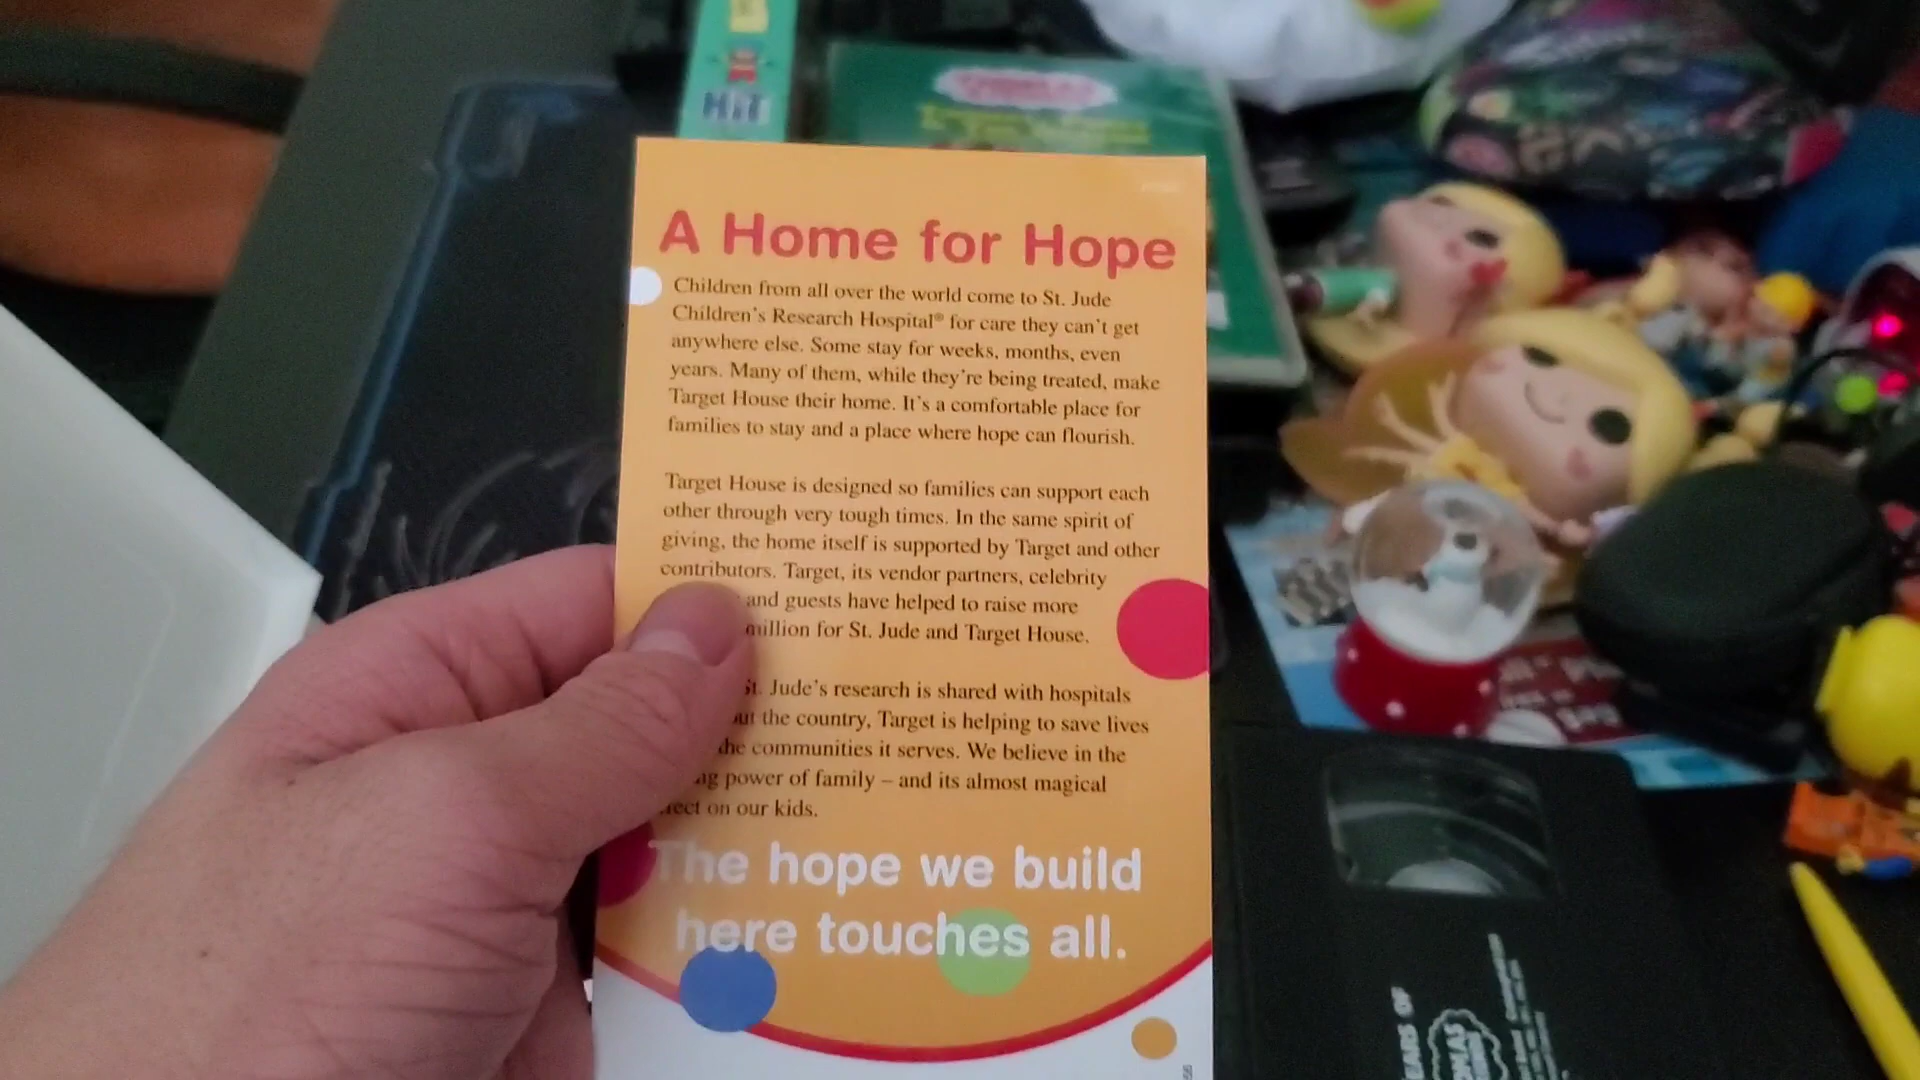 HiT
A Home for Hope
Children from all over the world come to St. Jude
Children's Research Hospital® for care they can't get
anywhere else. Some stay for weeks, months, even
years. Many of them, while they're being treated, make
Target House their home. It's a comfortable place for
families to stay and a place where hope can flourish.
Target House is designed so families can support each
other through very tough times. In the same spirit of
giving, the home itself is supported by Target and other
contributors. Target, its vendor partners, celebrity
and guests have helped to raise more
million for St. Jude and Target House.
St. Jude's research is shared with hospitals
the country, Target is helping to save lives
the communities it serves. We believe in the
power of family – and its almost magical
on our kids.
The hope we build
here touches all.